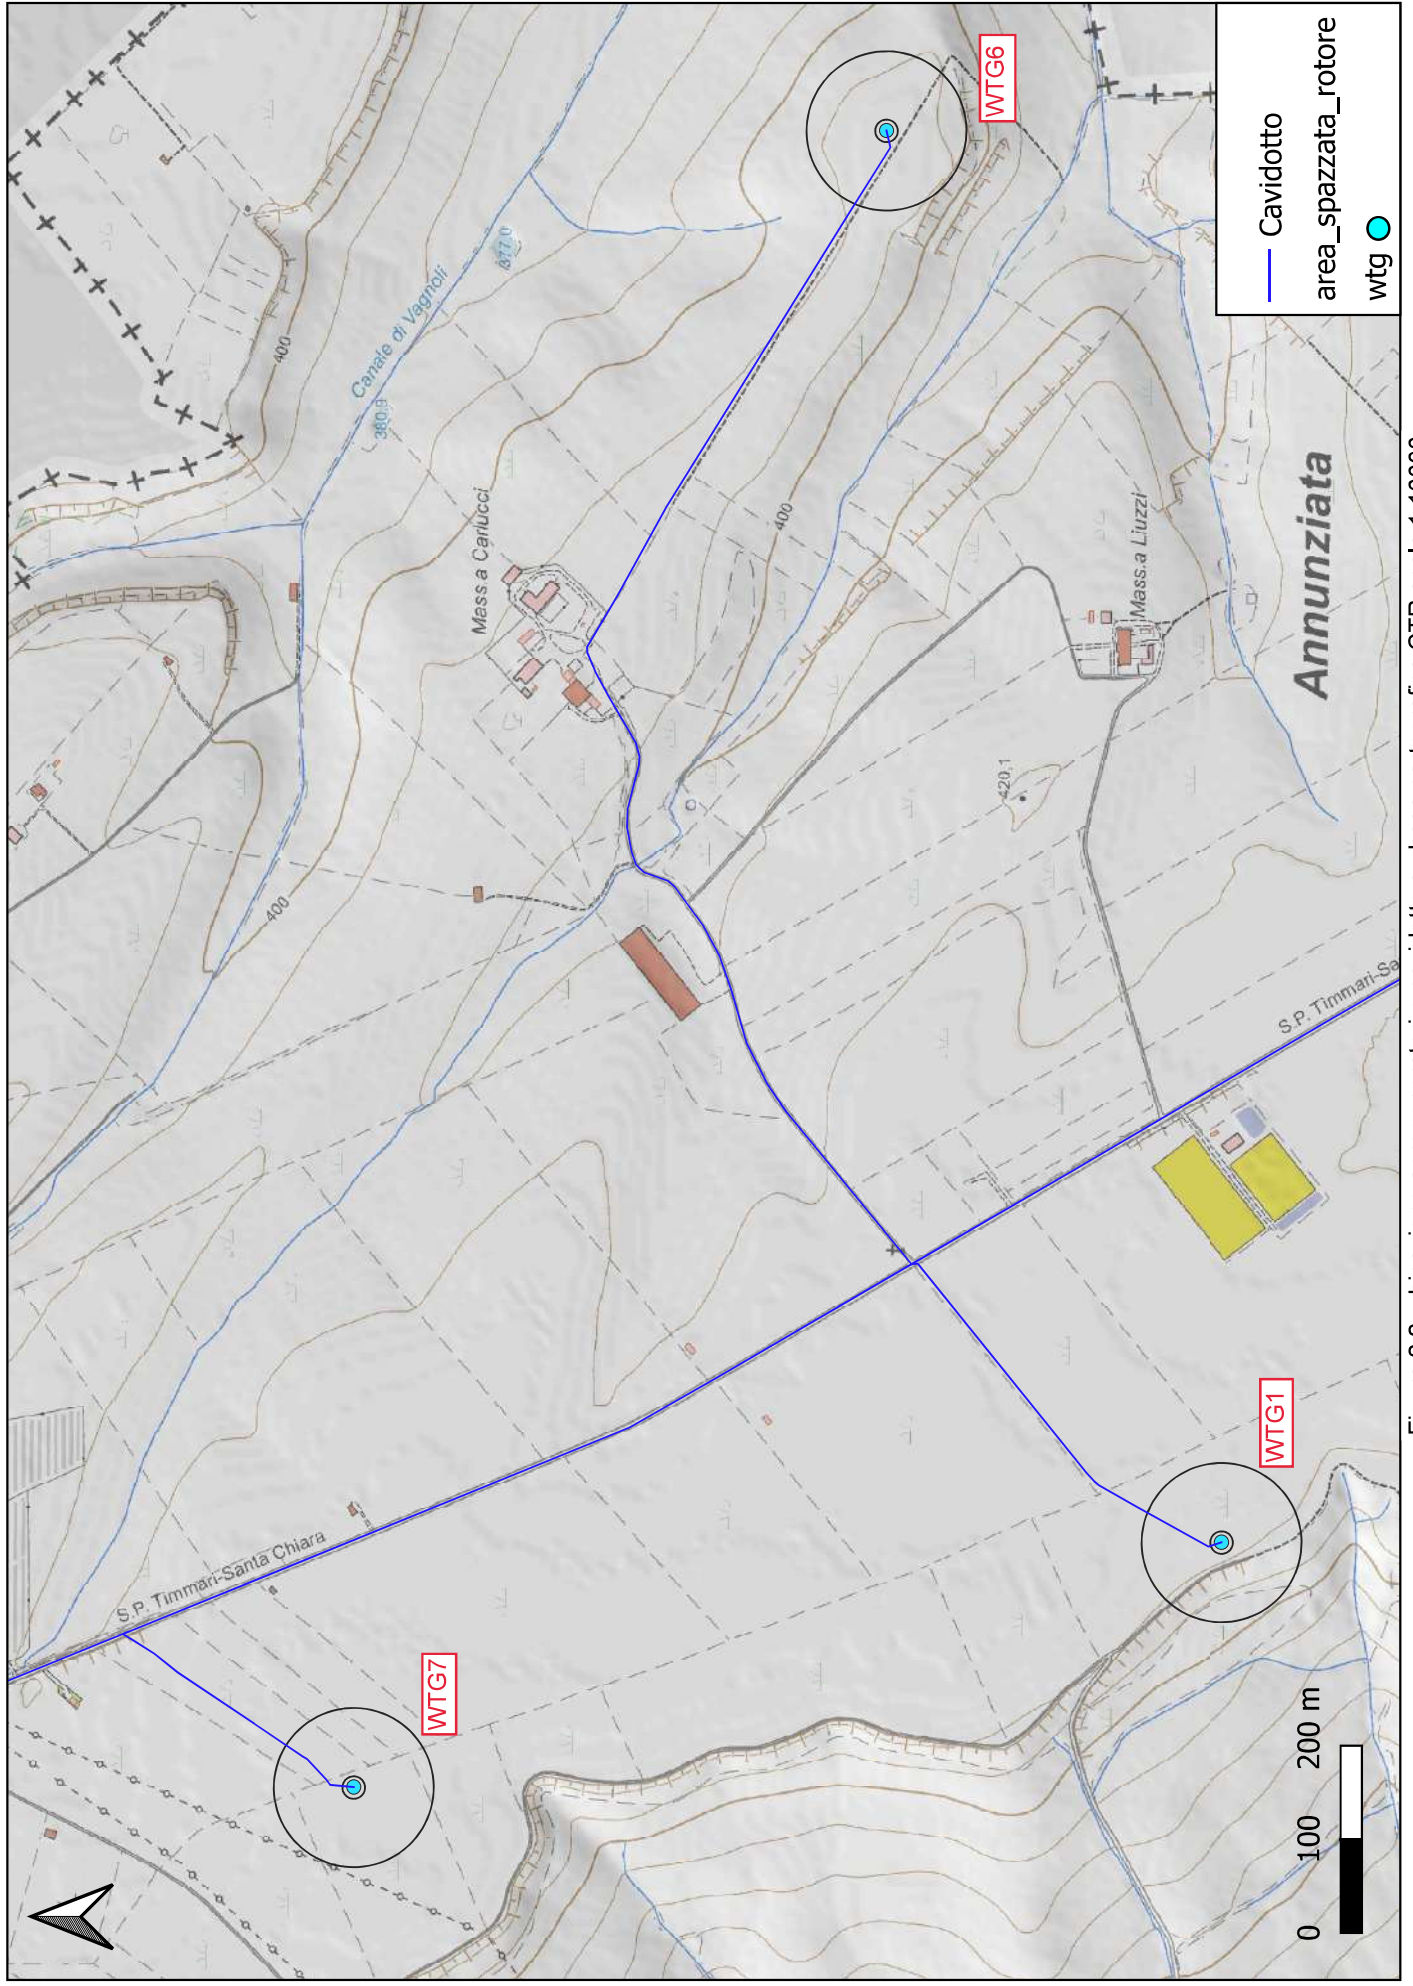 WTG6
Cavidotto
area_spazzata_rotore
wtg
400
Canale di Vagnoli
377,0
380,9
Mass.a Carlucci
400
Mass.a Liuzzi
Annunziata
420,1
400
S.P. Timmari-Sa
S.P. Timmari-Santa Chiara
WTG7
WTG1
0 100 200 m